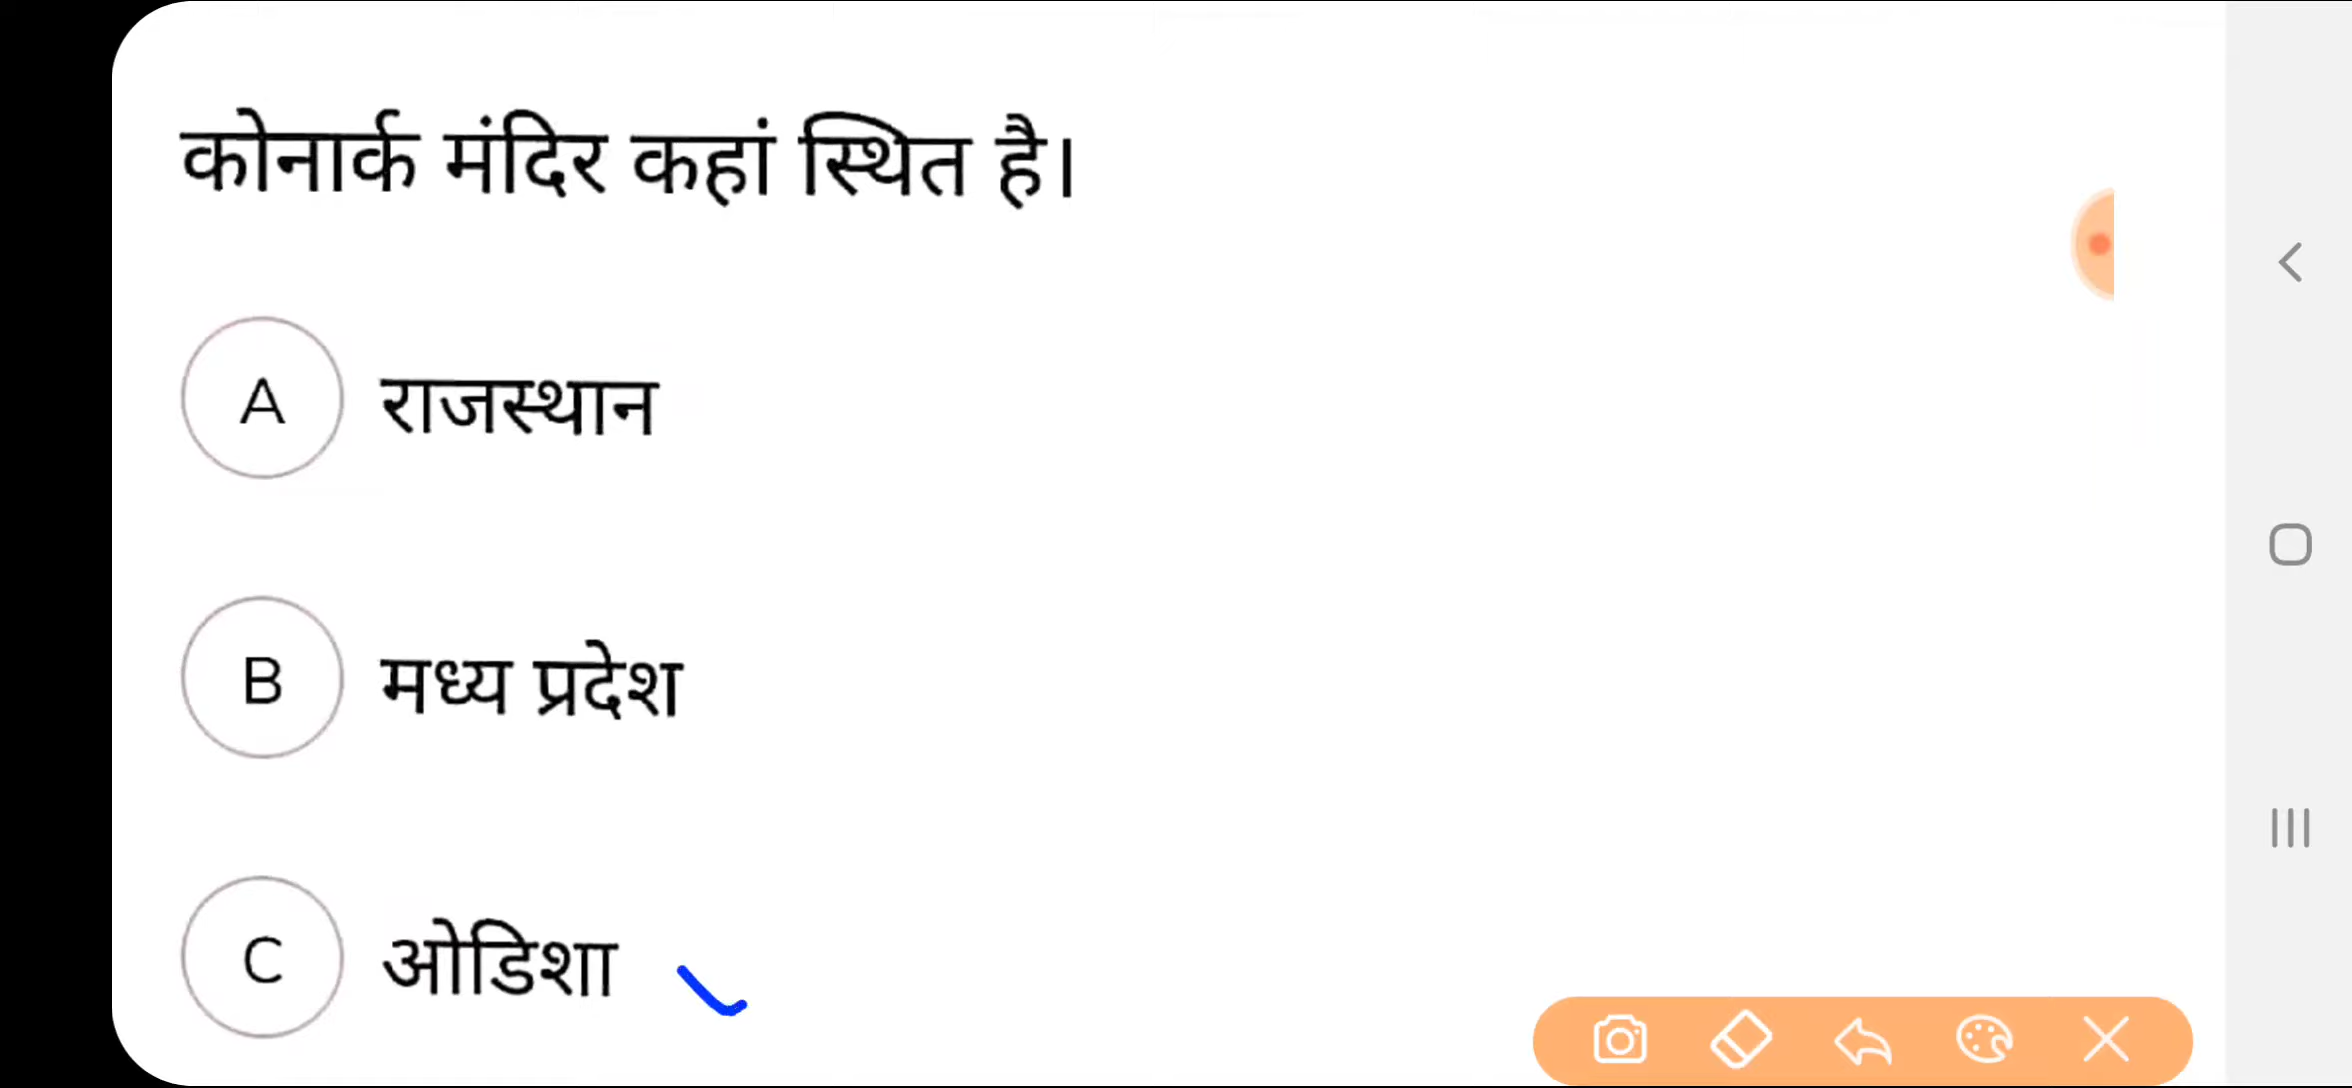 कोनार्क मंदिर कहां स्थित है।
A राजस्थान
B मध्य प्रदेश
C ओडिशा